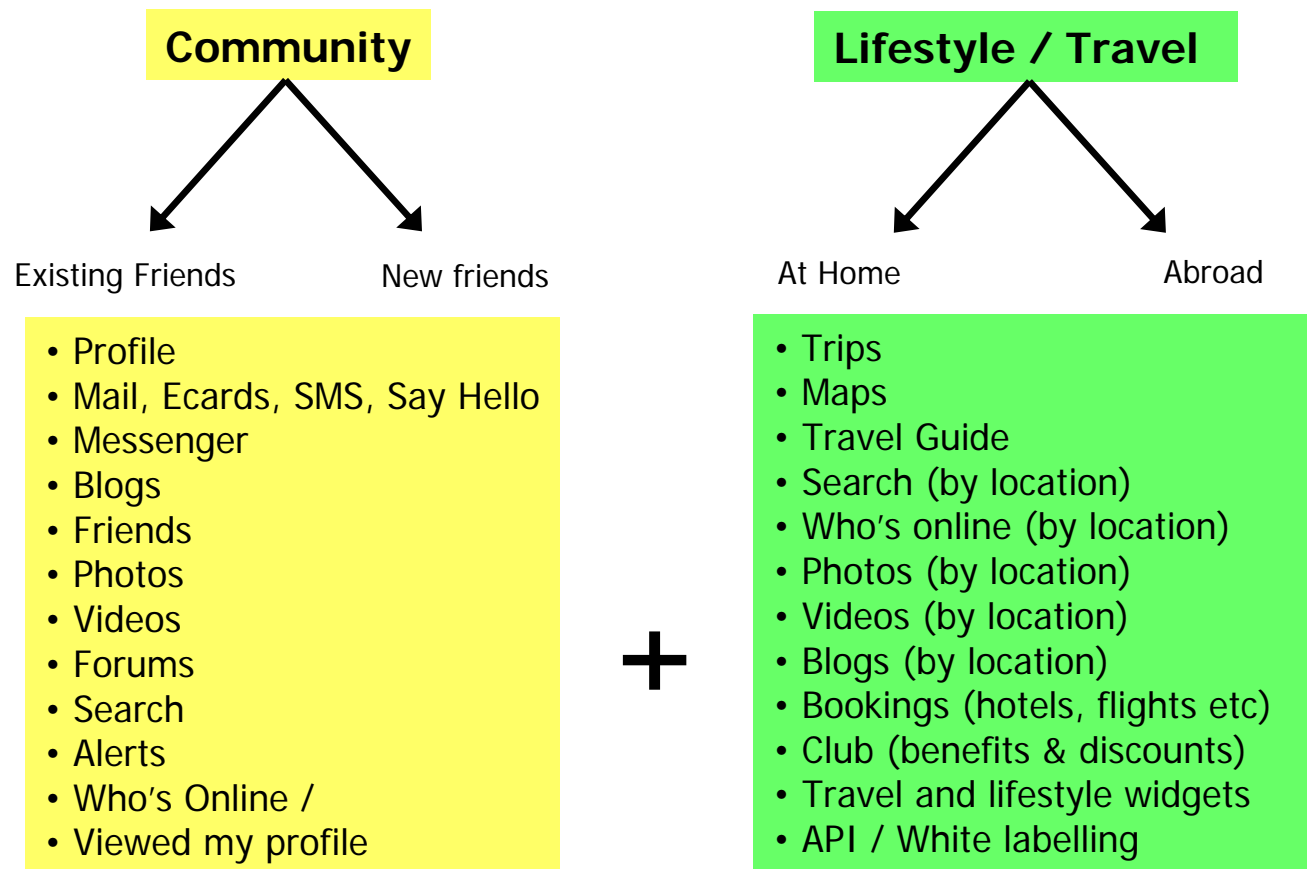 Community
Existing Friends
New friends
• Profile
• Mail, Ecards, SMS, Say Hello
• Messenger
• Blogs
• Friends
• Photos
• Videos
• Forums
• Search
• Alerts
• Who's Online /
• Viewed my profile
+
Lifestyle / Travel
At Home
Abroad
• Trips
• Maps
• Travel Guide
• Search (by location)
• Who's online (by location)
• Photos (by location)
• Videos (by location)
• Blogs (by location)
• Bookings (hotels, flights etc)
• Club (benefits & discounts)
• Travel and lifestyle widgets
• API / White labelling